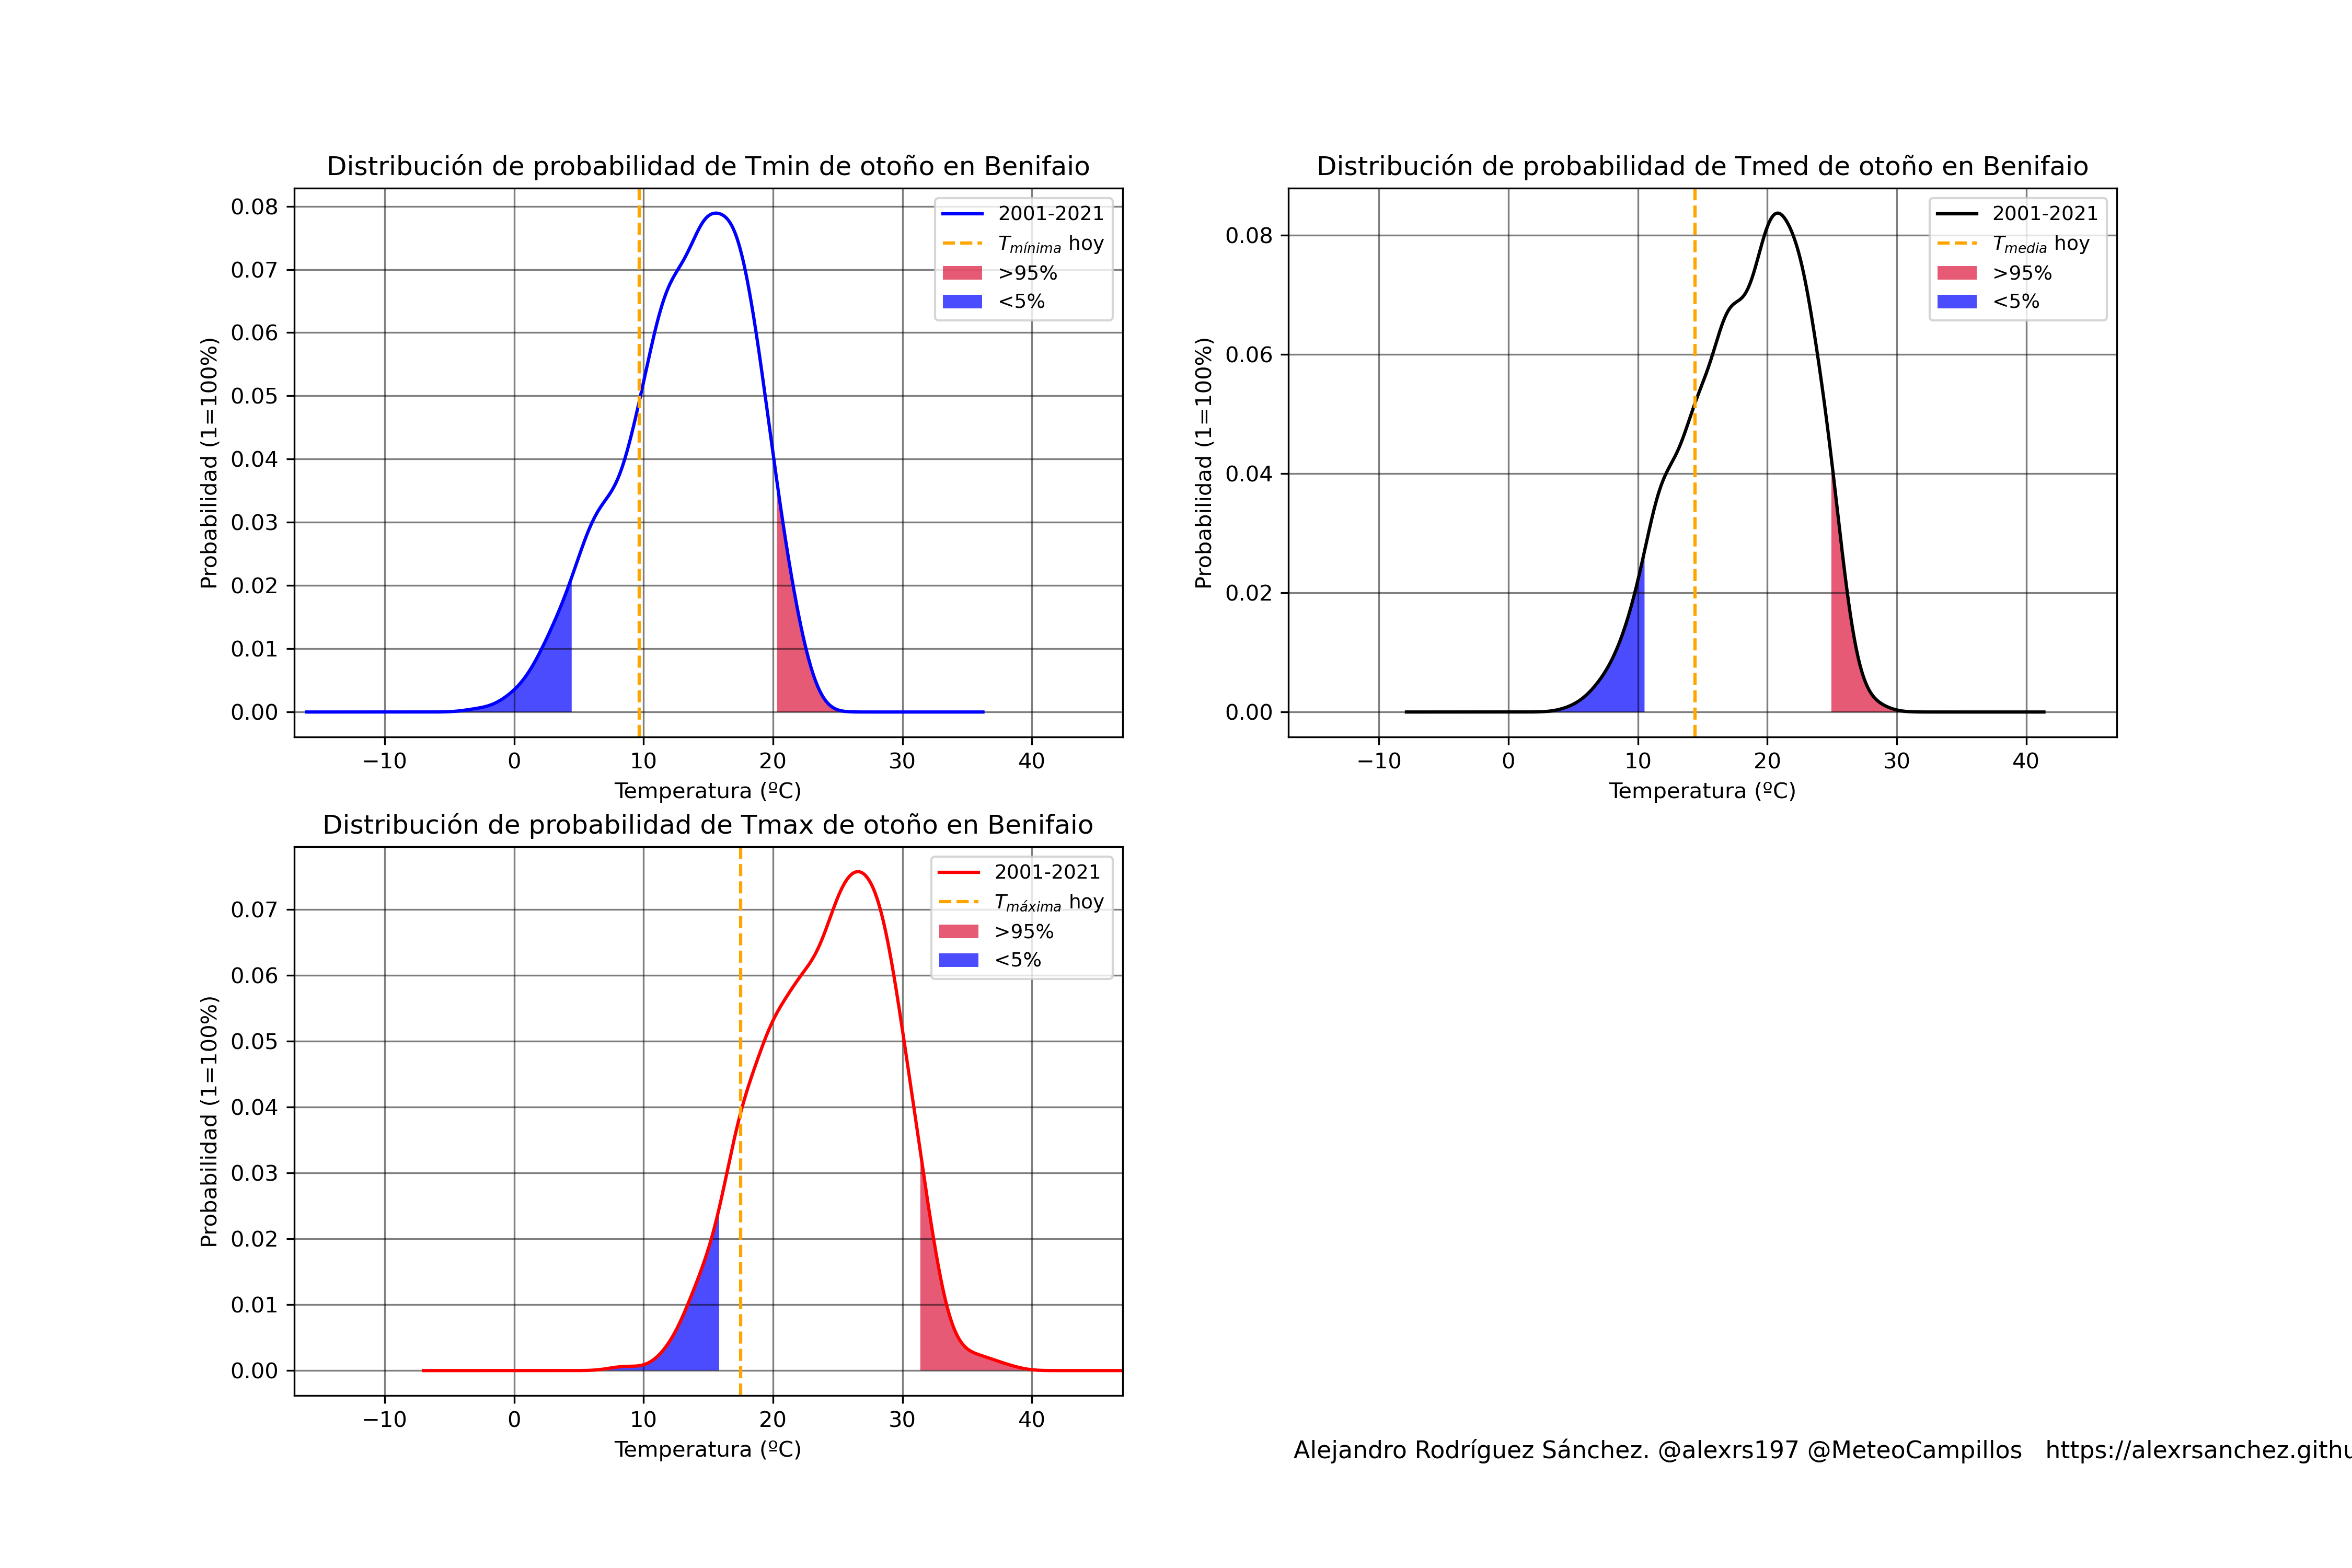 Distribución de probabilidad de Tmin de otoño en Benifaio
0.08
0.07
0.06
0.05
0.04
0.03
0.02
0.01
0.00
Probabilidad (1=100%)
2001-2021
Tmínima hoy
>95%
<5%
−10 0 10 20 30 40
Temperatura (ºC)
Distribución de probabilidad de Tmed de otoño en Benifaio
0.08
0.06
0.04
0.02
0.00
Probabilidad (1=100%)
2001-2021
Tmedia hoy
>95%
<5%
−10 0 10 20 30 40
Temperatura (ºC)
Distribución de probabilidad de Tmax de otoño en Benifaio
0.07
0.06
0.05
0.04
0.03
0.02
0.01
0.00
Probabilidad (1=100%)
2001-2021
Tmáxima hoy
>95%
<5%
−10 0 10 20 30 40
Temperatura (ºC)
Alejandro Rodríguez Sánchez. @alexrs197 @MeteoCampillos https://alexrsanchez.githu